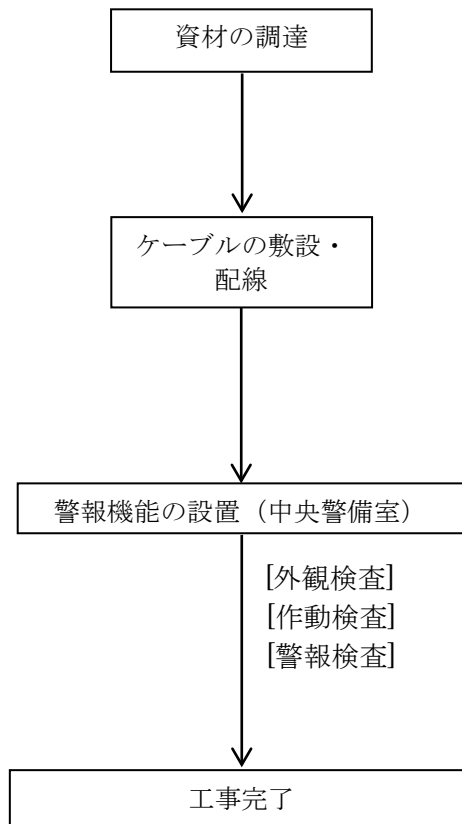 資材の調達
ケーブルの敷設・
配線
警報機能の設置（中央警備室）
[外観検査]
[作動検査]
[警報検査]
工事完了